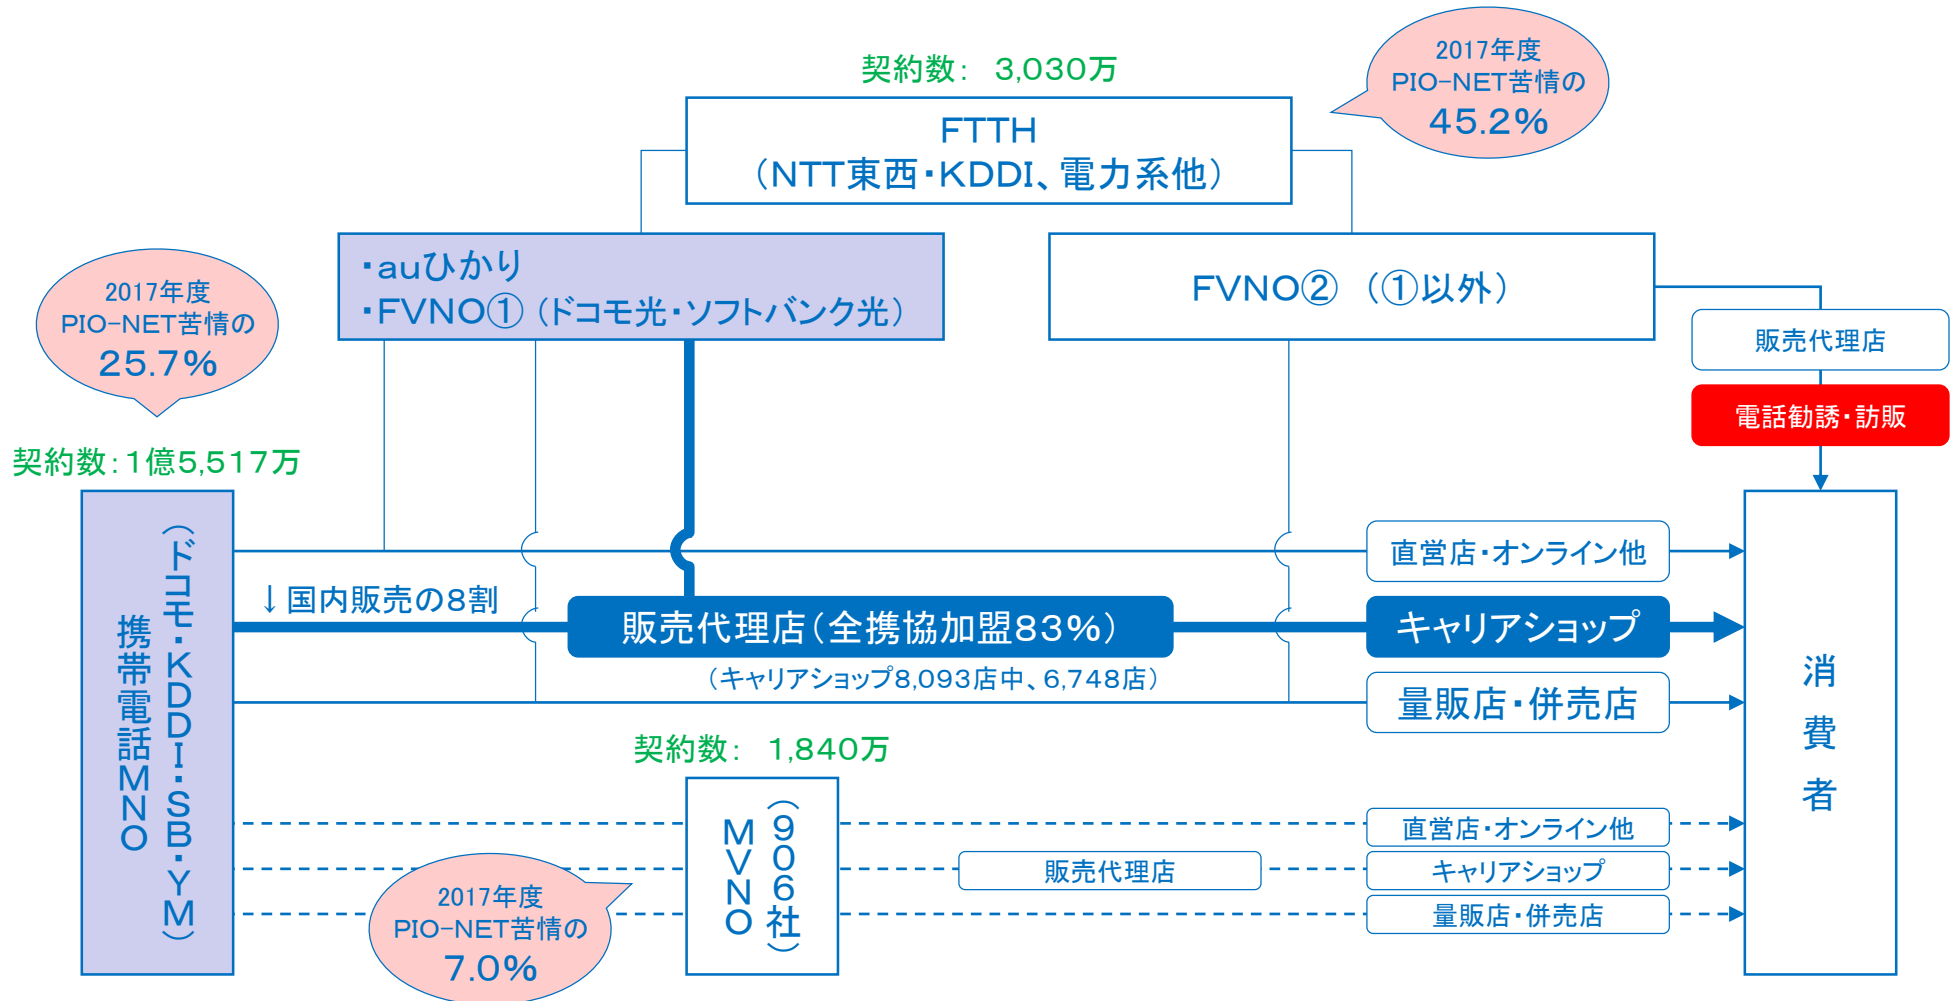 契約数： 3,030万
2017年度
PIO-NET苦情の
45.2%
FTTH
（NTT東西・KDDI、電力系他）
・auひかり
・FVNO①（ドコモ光・ソフトバンク光）
FVNO② （①以外）
2017年度
PIO-NET苦情の
25.7%
販売代理店
電話勧誘・訪販
契約数：1億5,517万
（ドコモ・KDDI・SB・YM）
携帯電話MNO
直営店・オンライン他
↓国内販売の8割
販売代理店（全携協加盟83%）
キャリアショップ
（キャリアショップ8,093店中、6,748店）
量販店・併売店
消費者
契約数： 1,840万
（906社）
MVNO
直営店・オンライン他
販売代理店
キャリアショップ
量販店・併売店
2017年度
PIO-NET苦情の
7.0%